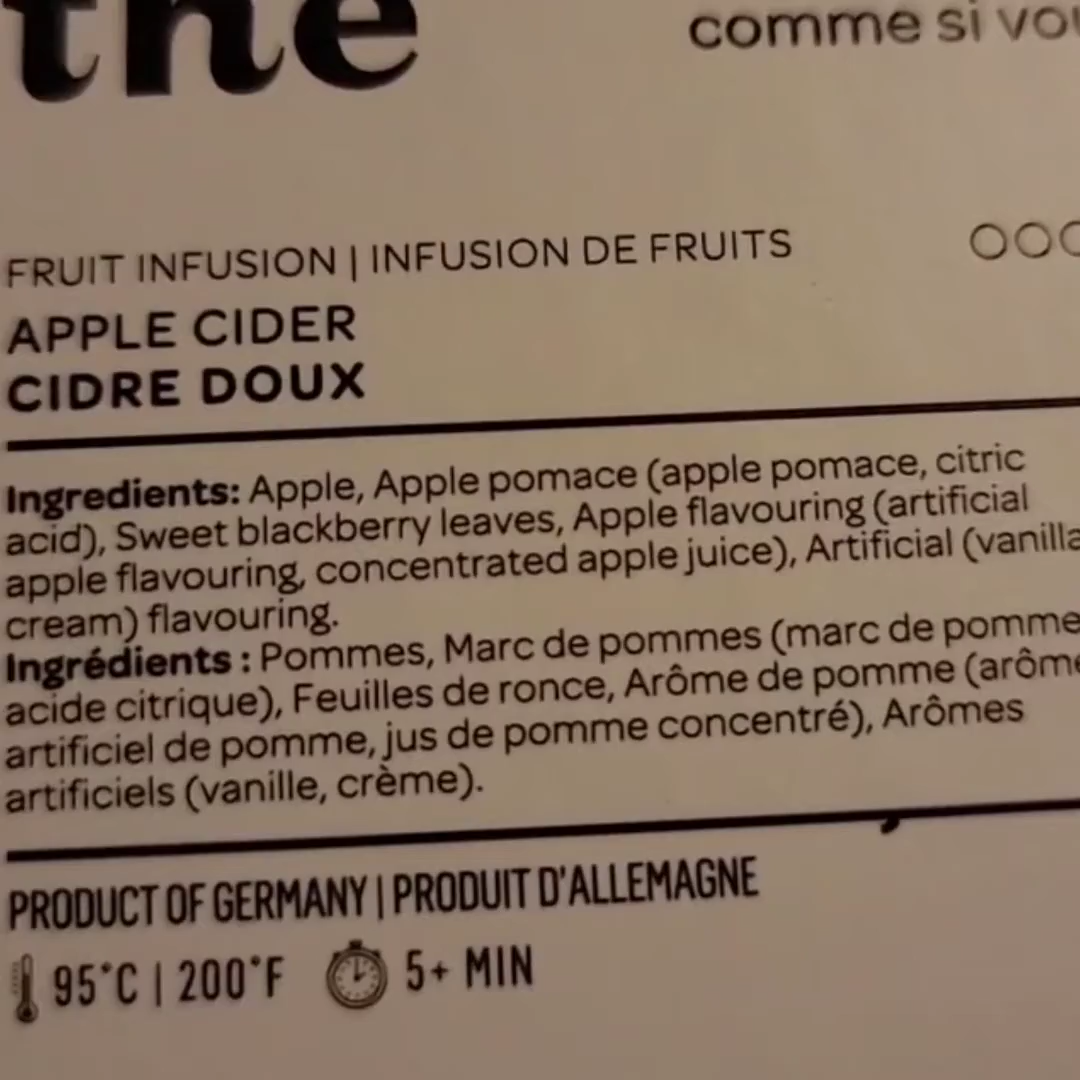 thé
comme si vou
FRUIT INFUSION | INFUSION DE FRUITS
APPLE CIDER
CIDRE DOUX
Ingredients: Apple, Apple pomace (apple pomace, citric
acid), Sweet blackberry leaves, Apple flavouring (artificial
apple flavouring, concentrated apple juice), Artificial (vanilla
cream) flavouring.
Ingrédients : Pommes, Marc de pommes (marc de pomme
acide citrique), Feuilles de ronce, Arôme de pomme (arôme
artificiel de pomme, jus de pomme concentré), Arômes
artificiels (vanille, crème).
PRODUCT OF GERMANY | PRODUIT D'ALLEMAGNE
95°C | 200°F 5+ MIN